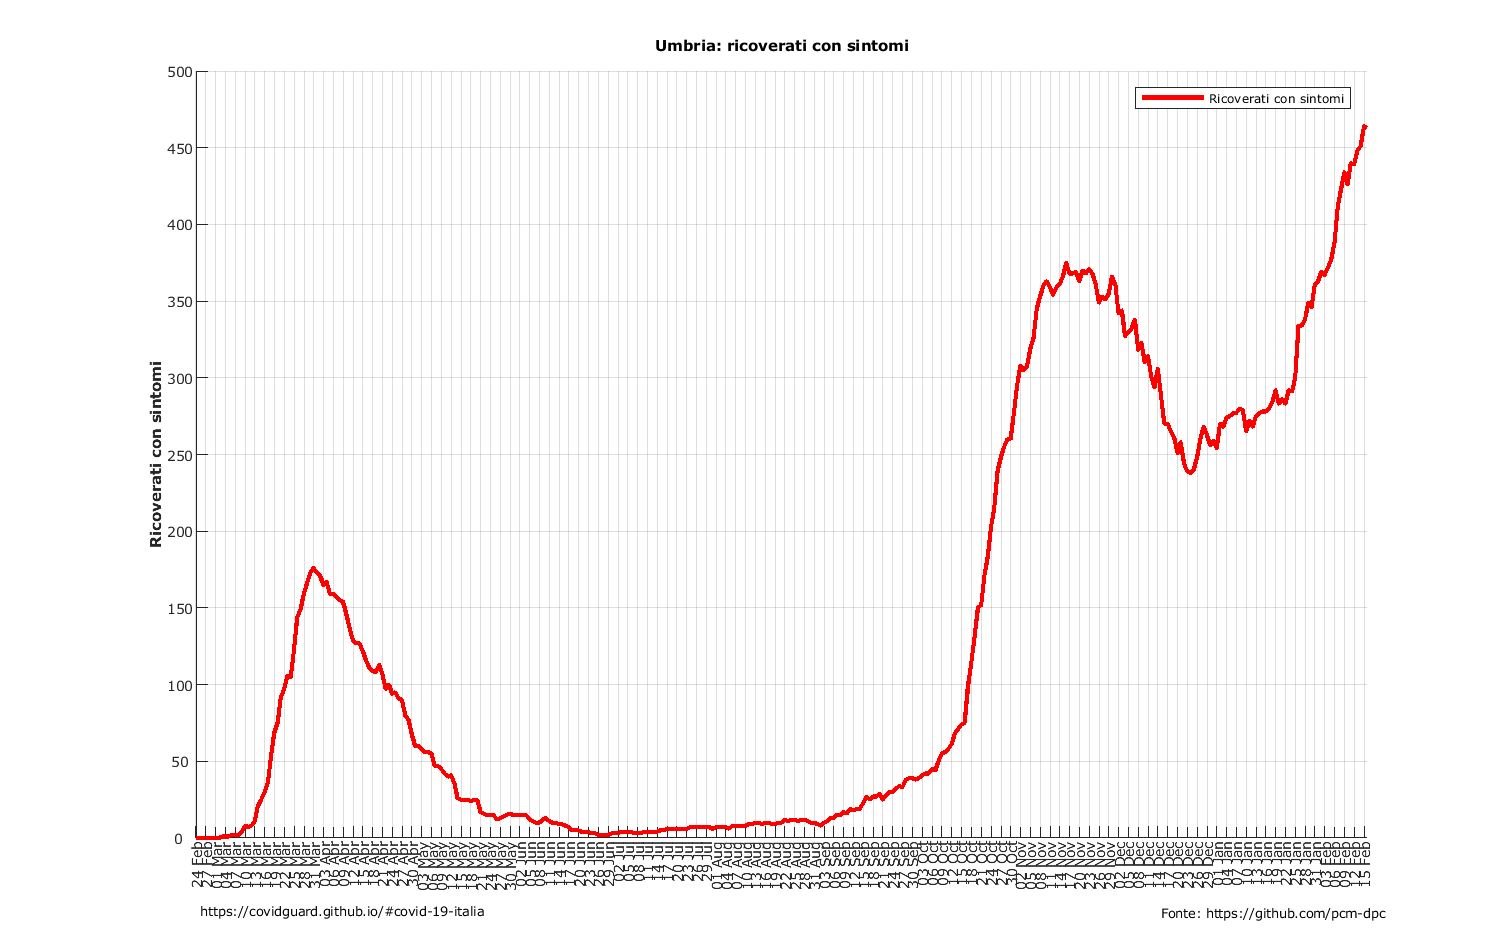 Umbria: ricoverati con sintomi
Ricoverati con sintomi
Ricoverati con sintomi
500
450
400
350
300
250
200
150
100
50
0
24 Feb
27 Feb
01 Mar
04 Mar
07 Mar
10 Mar
13 Mar
16 Mar
19 Mar
22 Mar
25 Mar
28 Mar
31 Mar
03 Apr
06 Apr
09 Apr
12 Apr
15 Apr
18 Apr
21 Apr
24 Apr
27 Apr
30 Apr
03 May
06 May
09 May
12 May
15 May
18 May
21 May
24 May
27 May
30 May
02 Jun
05 Jun
08 Jun
11 Jun
14 Jun
17 Jun
20 Jun
23 Jun
26 Jun
29 Jun
02 Jul
05 Jul
08 Jul
11 Jul
14 Jul
17 Jul
20 Jul
23 Jul
26 Jul
29 Jul
01 Aug
04 Aug
07 Aug
10 Aug
13 Aug
16 Aug
19 Aug
22 Aug
25 Aug
28 Aug
31 Aug
03 Sep
06 Sep
09 Sep
12 Sep
15 Sep
18 Sep
21 Sep
24 Sep
27 Sep
30 Sep
03 Oct
06 Oct
09 Oct
12 Oct
15 Oct
18 Oct
21 Oct
24 Oct
27 Oct
30 Oct
02 Nov
05 Nov
08 Nov
11 Nov
14 Nov
17 Nov
20 Nov
23 Nov
26 Nov
29 Nov
02 Dec
05 Dec
08 Dec
11 Dec
14 Dec
17 Dec
20 Dec
23 Dec
26 Dec
29 Dec
01 Jan
04 Jan
07 Jan
10 Jan
13 Jan
16 Jan
19 Jan
22 Jan
25 Jan
28 Jan
31 Jan
03 Feb
06 Feb
09 Feb
12 Feb
15 Feb
https://covidguard.github.io/#covid-19-italia
Fonte: https://github.com/pcm-dpc